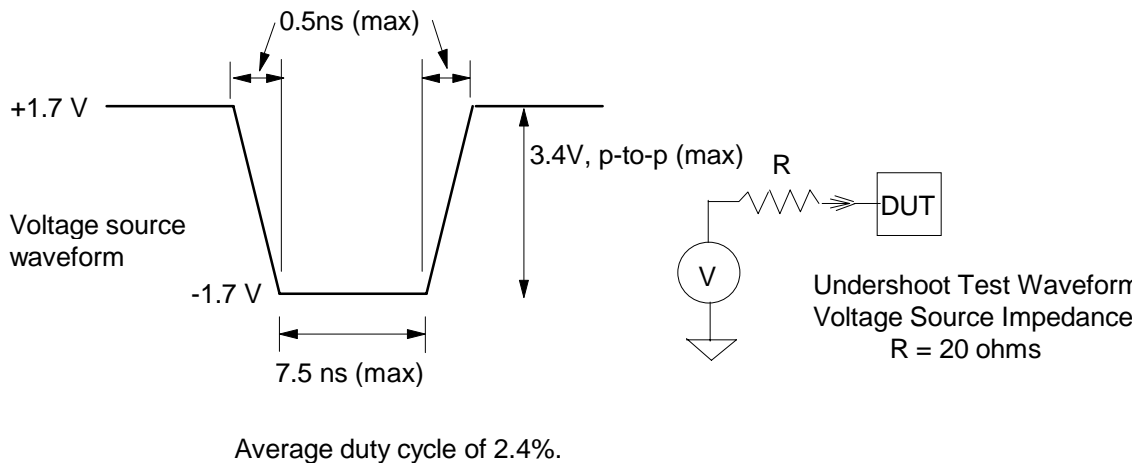 0.5ns (max)
+1.7 V
3.4V, p-to-p (max)
R
DUT
Voltage source
waveform
V
-1.7 V
Undershoot Test Waveform
Voltage Source Impedance
R = 20 ohms
7.5 ns (max)
Average duty cycle of 2.4%.